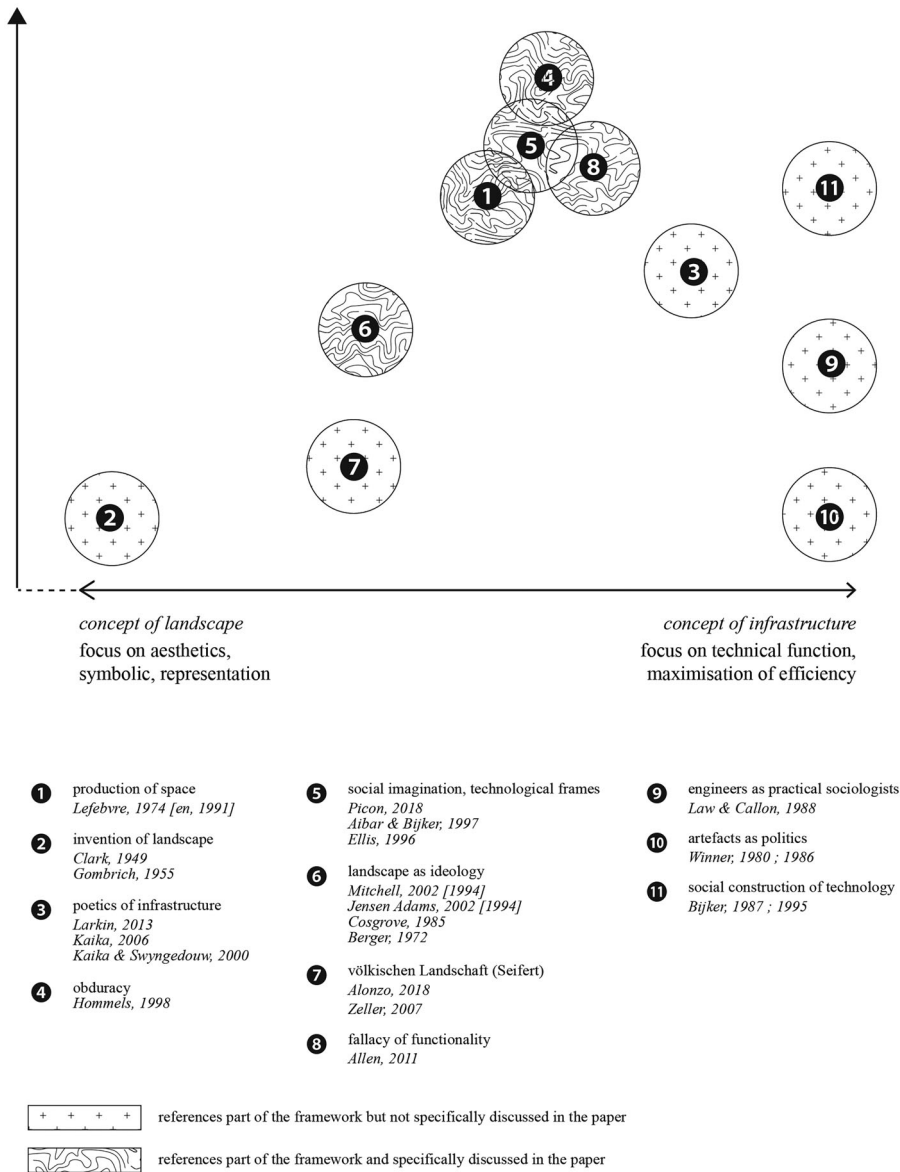 4
5
8
1
11
3
6
9
7
2
10
concept of landscape
focus on aesthetics,
symbolic, representation
concept of infrastructure
focus on technical function,
maximisation of efficiency
1 production of space
Lefebvre, 1974 [en, 1991]
2 invention of landscape
Clark, 1949
Gombrich, 1955
3 poetics of infrastructure
Larkin, 2013
Kaika, 2006
Kaika & Swyngedouw, 2000
4 obduracy
Hommels, 1998
5 social imagination, technological frames
Picon, 2018
Aibar & Bijker, 1997
Ellis, 1996
6 landscape as ideology
Mitchell, 2002 [1994]
Jensen Adams, 2002 [1994]
Cosgrove, 1985
Berger, 1972
7 völkischen Landschaft (Seifert)
Alonzo, 2018
Zeller, 2007
8 fallacy of functionality
Allen, 2011
9 engineers as practical sociologists
Law & Callon, 1988
10 artefacts as politics
Winner, 1980 ; 1986
11 social construction of technology
Bijker, 1987 ; 1995
references part of the framework but not specifically discussed in the paper
references part of the framework and specifically discussed in the paper